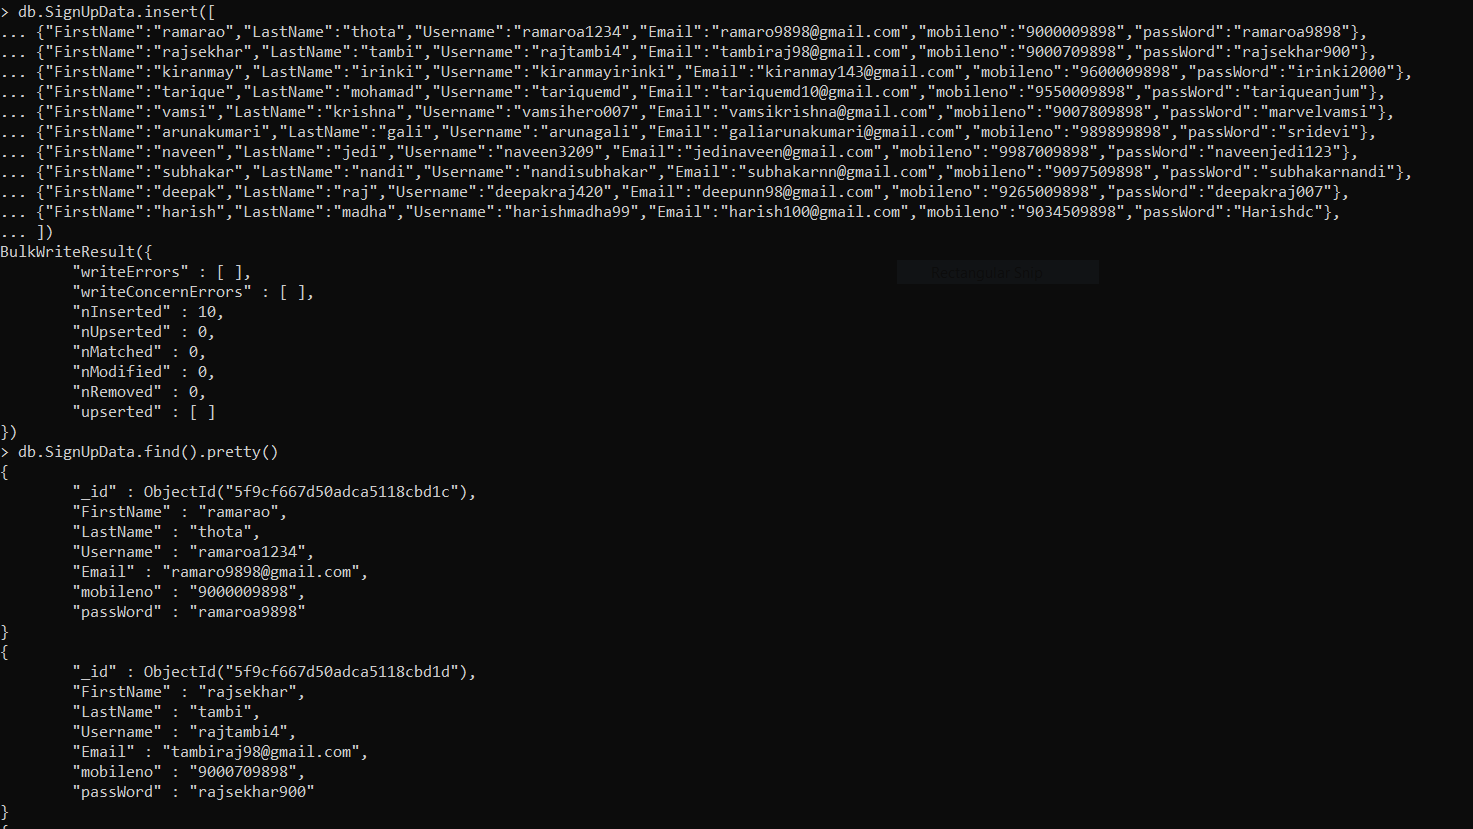 > db.SignUpData.insert([
... {"FirstName":"ramarao","LastName":"thota","Username":"ramaroa1234","Email":"ramaro9898@gmail.com","mobileno":"9000009898","passWord":"ramaroa9898"},
... {"FirstName":"rajsekhar","LastName":"tambi","Username":"rajtambi4","Email":"tambiraj98@gmail.com","mobileno":"9000709898","passWord":"rajsekhar900"},
... {"FirstName":"kiranmay","LastName":"irinki","Username":"kiranmayirinki","Email":"kiranmay143@gmail.com","mobileno":"9600009898","passWord":"irinki2000"},
... {"FirstName":"tarique","LastName":"mohamad","Username":"tariquemd","Email":"tariquemd10@gmail.com","mobileno":"9550009898","passWord":"tariqueanjum"},
... {"FirstName":"vamsi","LastName":"krishna","Username":"vamsihero007","Email":"vamsikrishna@gmail.com","mobileno":"9007809898","passWord":"marvelvamsi"},
... {"FirstName":"arunakumari","LastName":"gali","Username":"arunagali","Email":"galiarunakumari@gmail.com","mobileno":"989899898","passWord":"sridevi"},
... {"FirstName":"naveen","LastName":"jedi","Username":"naveen3209","Email":"jedinaveen@gmail.com","mobileno":"9987009898","passWord":"naveenjedi123"},
... {"FirstName":"subhakar","LastName":"nandi","Username":"nandisubhakar","Email":"subhakarnn@gmail.com","mobileno":"9097509898","passWord":"subhakarnandi"},
... {"FirstName":"deepak","LastName":"raj","Username":"deepakraj420","Email":"deepunn98@gmail.com","mobileno":"9265009898","passWord":"deepakraj007"},
... {"FirstName":"harish","LastName":"madha","Username":"harishmadha99","Email":"harish100@gmail.com","mobileno":"9034509898","passWord":"Harishdc"},
... ])
BulkWriteResult({
"writeErrors" : [ ],
Rectangular Snip
"writeConcernErrors" : [ ],
"nInserted" : 10,
"nUpserted" : 0,
"nMatched" : 0,
"nModified" : 0,
"nRemoved" : 0,
"upserted" : [ ]
})
> db.SignUpData.find().pretty()
{
"_id" : ObjectId("5f9cf667d50adca5118cbd1c"),
"FirstName" : "ramarao",
"LastName" : "thota",
"Username" : "ramaroa1234",
"Email" : "ramaro9898@gmail.com",
"mobileno" : "9000009898",
"passWord" : "ramaroa9898"
}
{
"_id" : ObjectId("5f9cf667d50adca5118cbd1d"),
"FirstName" : "rajsekhar",
"LastName" : "tambi",
"Username" : "rajtambi4",
"Email" : "tambiraj98@gmail.com",
"mobileno" : "9000709898",
"passWord" : "rajsekhar900"
}
{